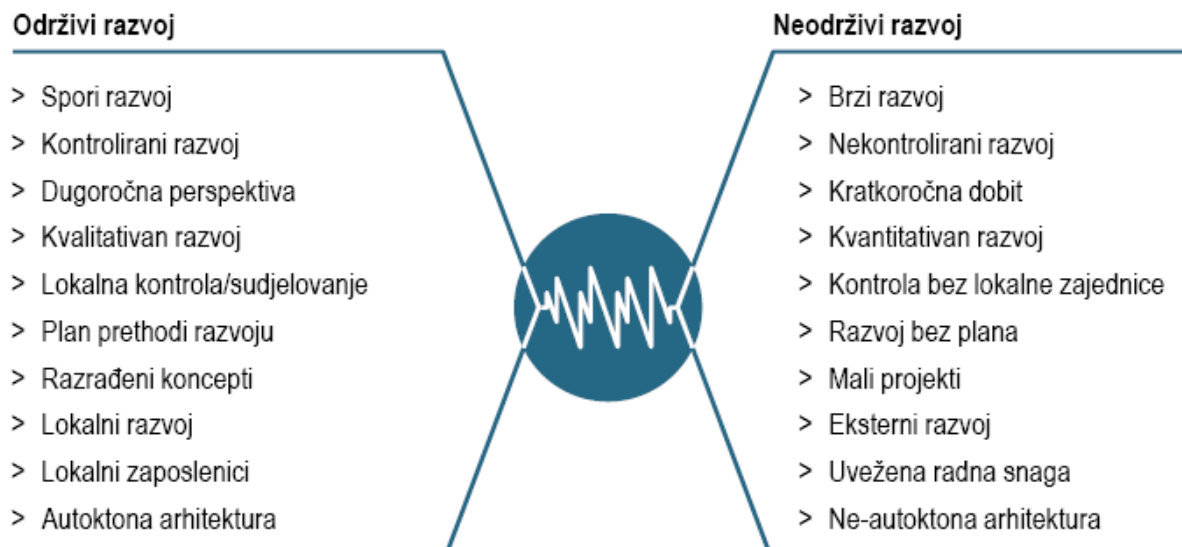 Održivi razvoj
> Spori razvoj
> Kontrolirani razvoj
> Dugoročna perspektiva
> Kvalitativan razvoj
> Lokalna kontrola/sudjelovanje
> Plan prethodi razvoju
> Razrađeni koncepti
> Lokalni razvoj
> Lokalni zaposlenici
> Autoktona arhitektura
Neodrživi razvoj
> Brzi razvoj
> Nekontrolirani razvoj
> Kratkoročna dobit
> Kvantitativan razvoj
> Kontrola bez lokalne zajednice
> Razvoj bez plana
> Mali projekti
> Eksterni razvoj
> Uvežena radna snaga
> Ne-autoktona arhitektura